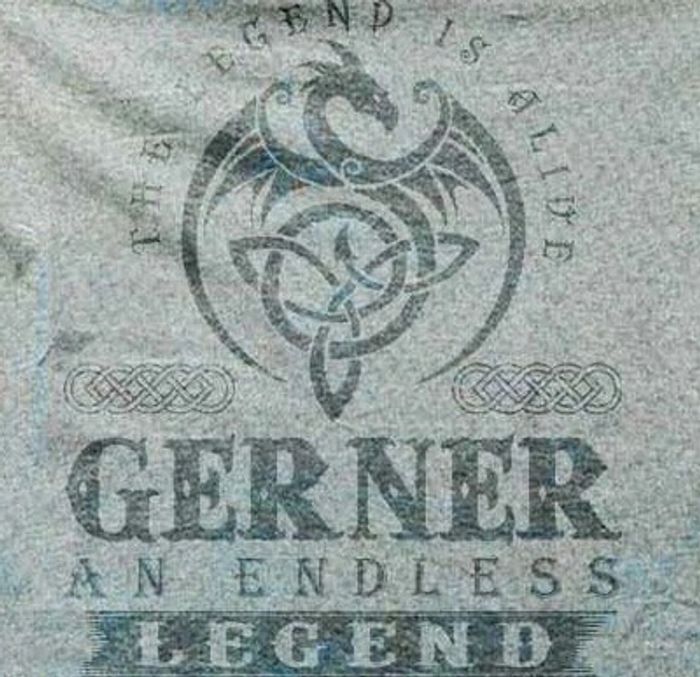 THE LEGEND IS ALIVE
GERNER
AN ENDLESS
LEGEND